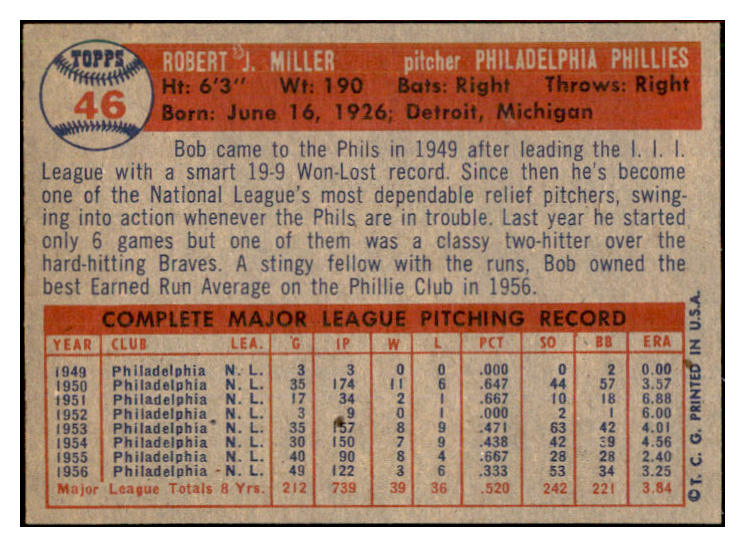 TOPPS
46
ROBERT J. MILLER pitcher PHILADELPHIA PHILLIES
Ht: 6'3" Wt: 190 Bats: Right Throws: Right
Born: June 16, 1926; Detroit, Michigan
Bob came to the Phils in 1949 after leading the I. I. I.
League with a smart 19-9 Won-Lost record. Since then he's become
one of the National League's most dependable relief pitchers, swing-
ing into action whenever the Phils are in trouble. Last year he started
only 6 games but one of them was a classy two-hitter over the
hard-hitting Braves. A stingy fellow with the runs, Bob owned the
best Earned Run Average on the Phillie Club in 1956.
COMPLETE MAJOR LEAGUE PITCHING RECORD
YEAR CLUB LEA. G IP W L PCT SO BB ERA
1949 Philadelphia N. L. 3 3 0 0 .000 0 2 0.00
1950 Philadelphia N. L. 35 174 11 6 .647 44 57 3.57
1951 Philadelphia N. L. 17 34 2 1 .667 10 18 6.88
1952 Philadelphia N. L. 3 9 0 1 .000 2 1 6.00
1953 Philadelphia N. L. 35 157 8 9 .471 63 42 4.01
1954 Philadelphia N. L. 30 150 7 9 .438 42 39 4.56
1955 Philadelphia N. L. 40 90 8 4 .667 28 28 2.40
1956 Philadelphia N. L. 49 122 3 6 .333 53 34 3.25
Major League Totals 8 Yrs. 212 739 39 36 .520 242 221 3.84
© T. C. G. PRINTED IN U.S.A.